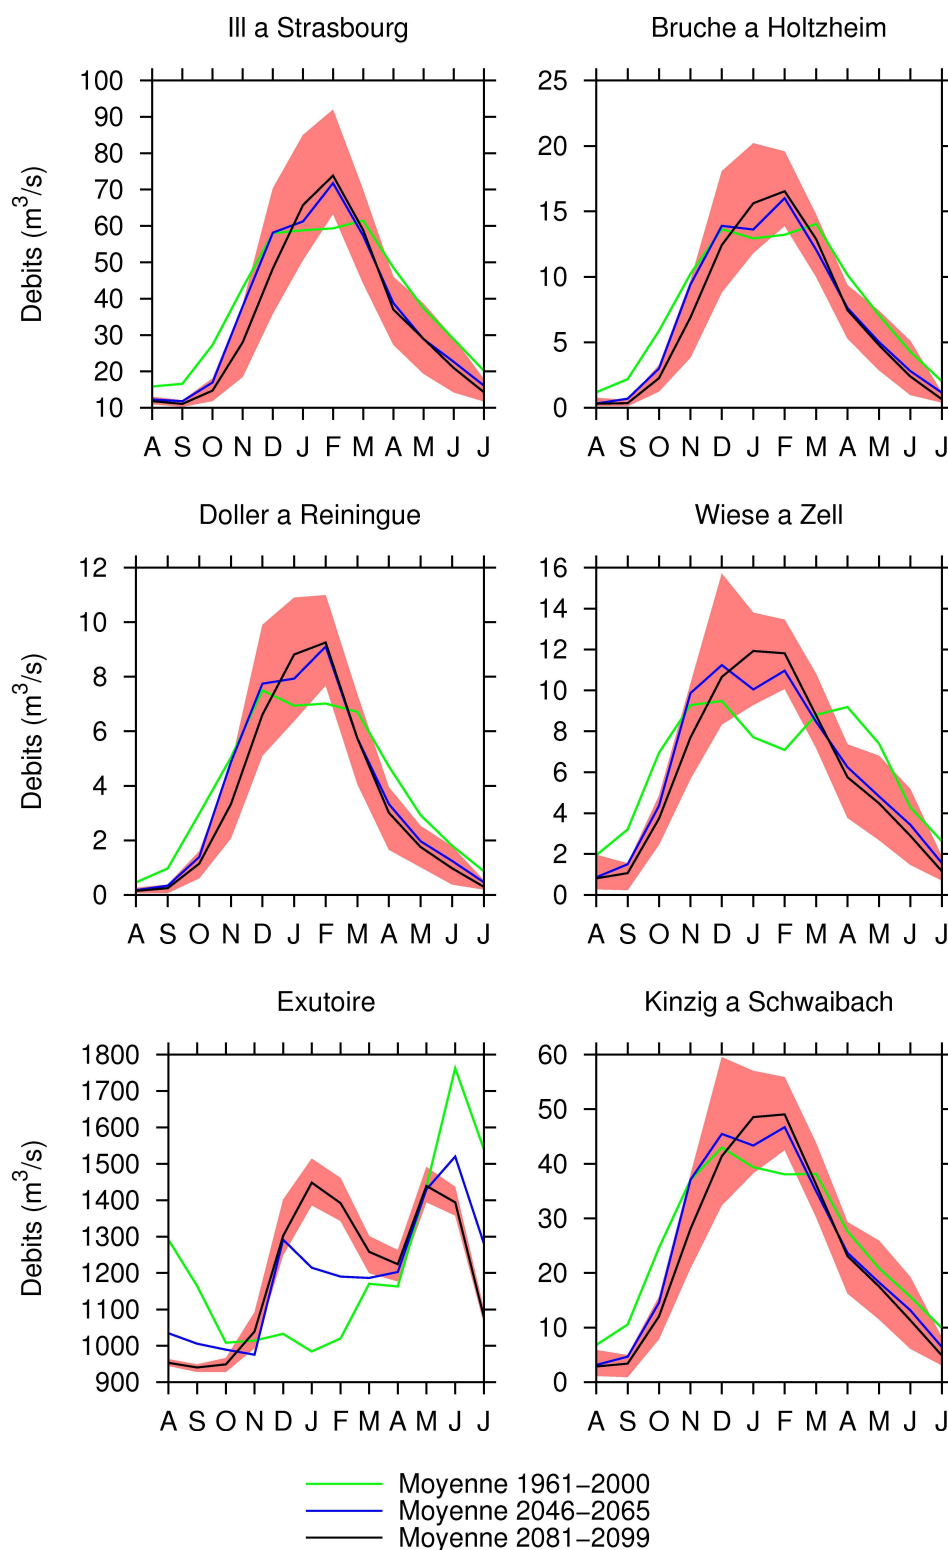 Ill a Strasbourg
Bruche a Holtzheim
Debits (m³/s)
100
90
80
70
60
50
40
30
20
10
A S O N D J F M A M J J
25
20
15
10
5
0
A S O N D J F M A M J J
Doller a Reiningue
Wiese a Zell
Debits (m³/s)
12
10
8
6
4
2
0
A S O N D J F M A M J J
16
14
12
10
8
6
4
2
0
A S O N D J F M A M J J
Exutoire
Kinzig a Schwaibach
Debits (m³/s)
1800
1700
1600
1500
1400
1300
1200
1100
1000
900
A S O N D J F M A M J J
60
50
40
30
20
10
0
A S O N D J F M A M J J
Moyenne 1961−2000
Moyenne 2046−2065
Moyenne 2081−2099